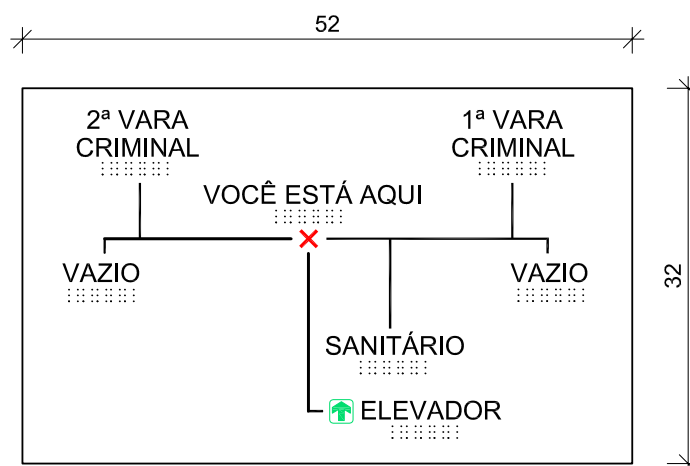 52
2ª VARA
CRIMINAL
1ª VARA
CRIMINAL
VOCÊ ESTÁ AQUI
VAZIO
VAZIO
32
SANITÁRIO
ELEVADOR